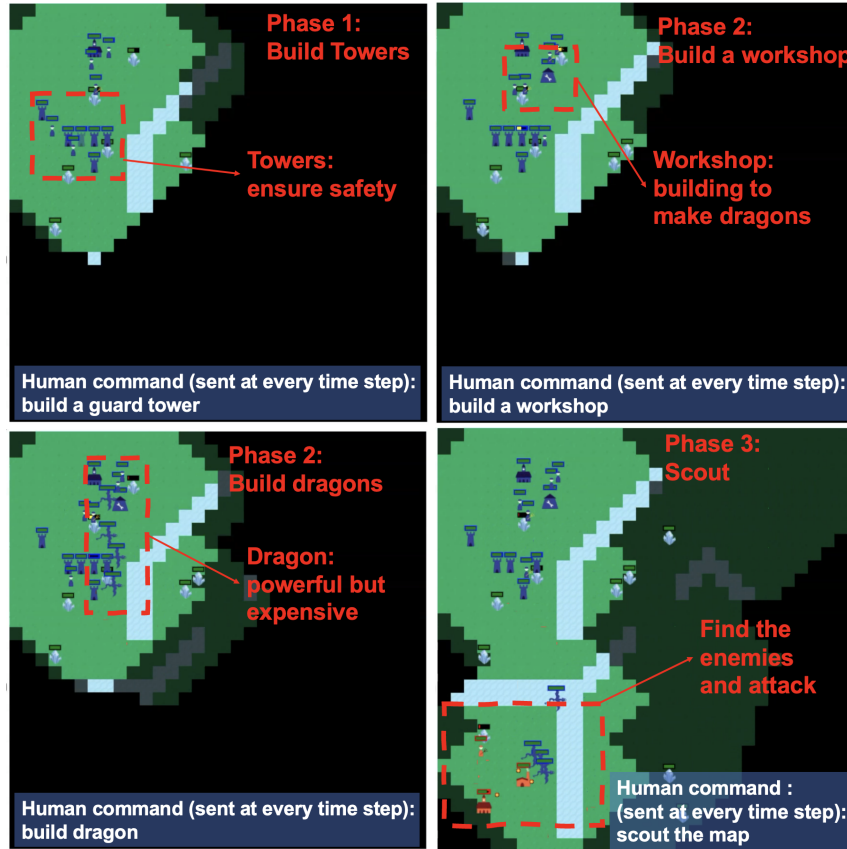 Phase 1:
Build Towers
Towers:
ensure safety
Human command (sent at every time step):
build a guard tower
Phase 2:
Build a workshop
Workshop:
building to
make dragons
Human command (sent at every time step):
build a workshop
Phase 2:
Build dragons
Dragon:
powerful but
expensive
Human command (sent at every time step):
build dragon
Phase 3:
Scout
Find the
enemies
and attack
Human command :
(sent at every time step):
scout the map